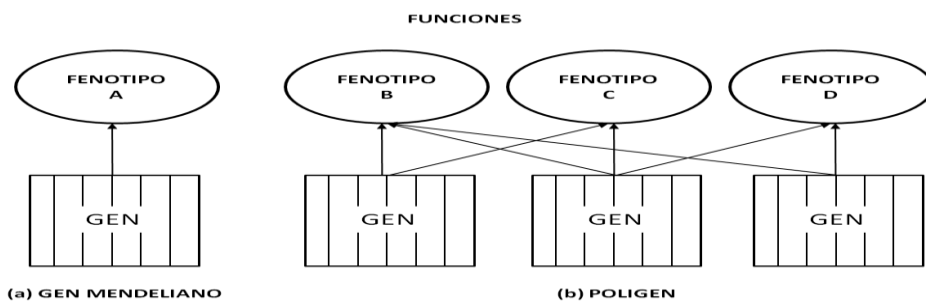 FUNCIONES
FENOTIPO
A
FENOTIPO
B
FENOTIPO
C
FENOTIPO
D
GEN
GEN
GEN
GEN
(a) GEN MENDELIANO
(b) POLIGEN